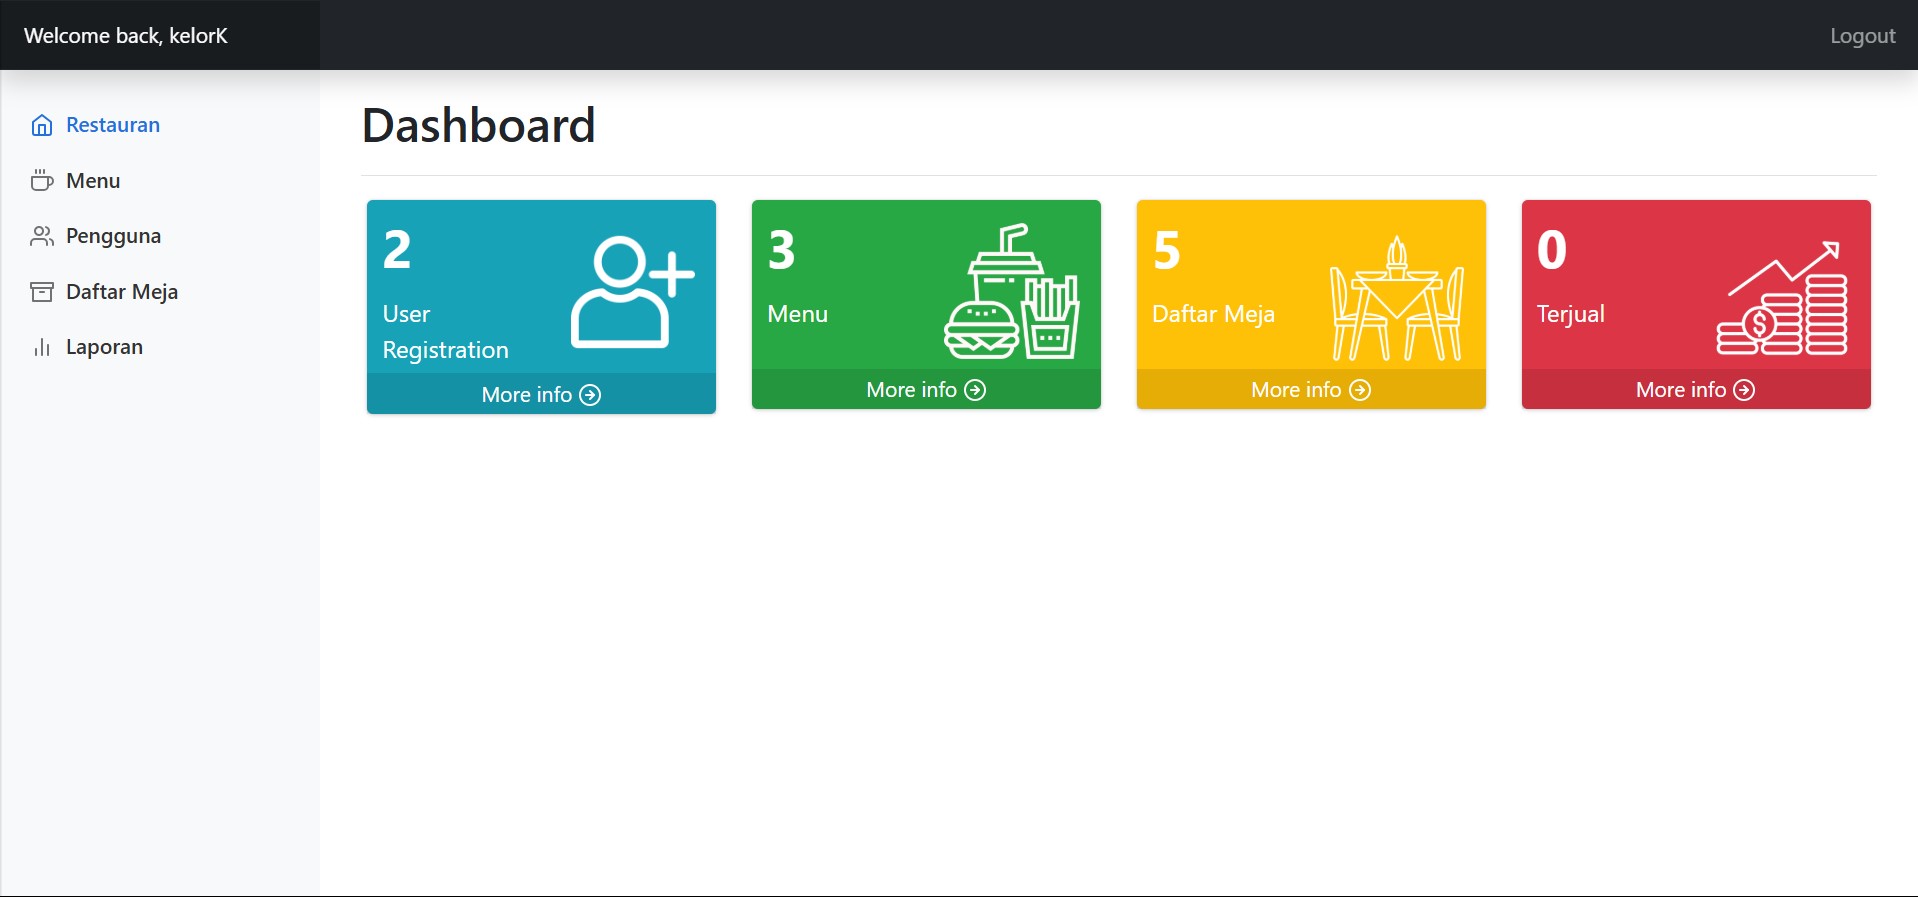 Welcome back, kelorK
Logout
Restauran
Menu
Pengguna
Daftar Meja
Laporan
Dashboard
2
User
Registration
More info
3
Menu
More info
5
Daftar Meja
More info
0
Terjual
$
More info